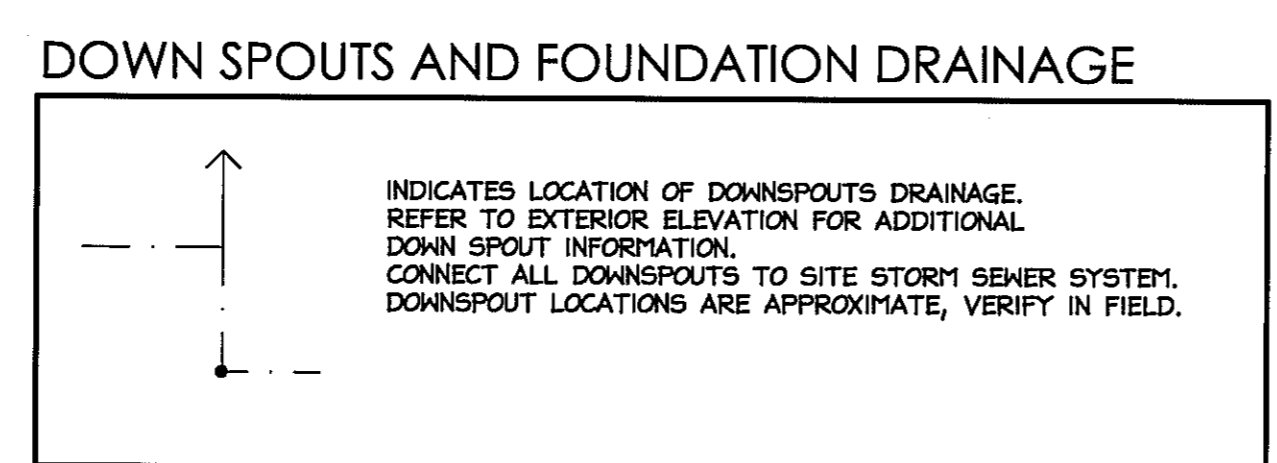 DOWN SPOUTS AND FOUNDATION DRAINAGE
INDICATES LOCATION OF DOWNSPOUTS DRAINAGE.
REFER TO EXTERIOR ELEVATION FOR ADDITIONAL
DOWN SPOUT INFORMATION.
CONNECT ALL DOWNSPOUTS TO SITE STORM SEWER SYSTEM.
DOWNSPOUT LOCATIONS ARE APPROXIMATE, VERIFY IN FIELD.